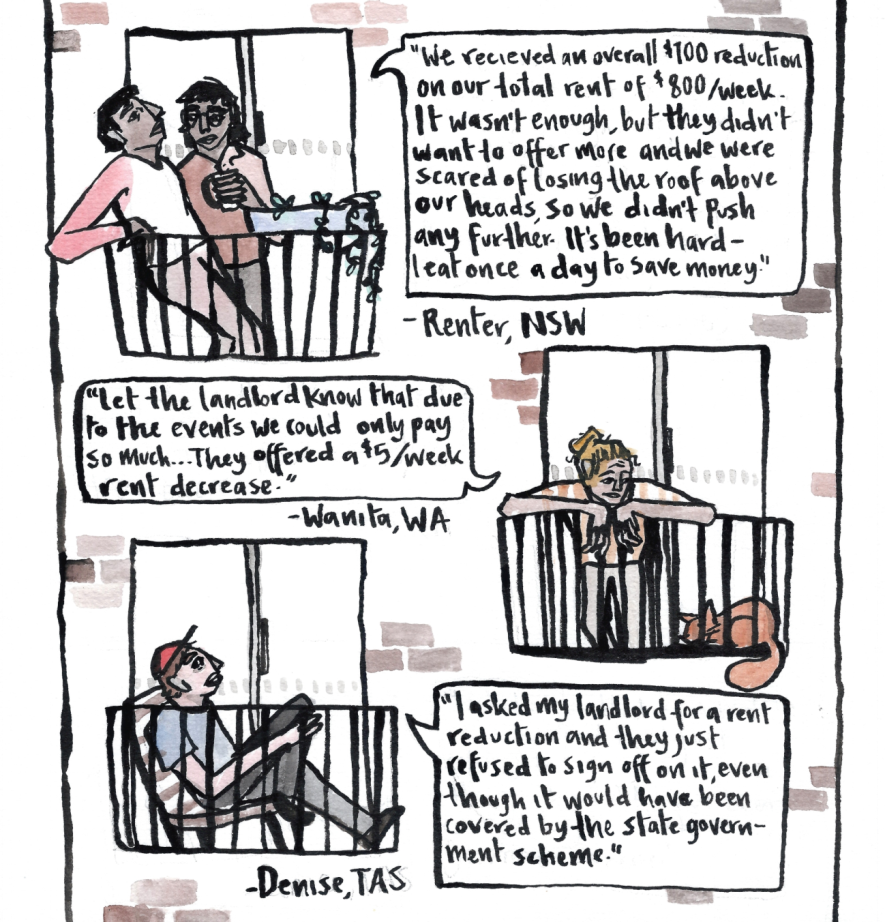 "We recieved an overall $100 reduction
on our total rent of $800/week.
It wasn't enough, but they didn't
want to offer more and we were
scared of losing the roof above
our heads, so we didn't push
any further. It's been hard-
I eat once a day to save money."
-Renter, NSW
"Let the landlord know that due
to the events we could only pay
so much...They offered a $5/week
rent decrease."
-Wanita, WA
"I asked my landlord for a rent
reduction and they just
refused to sign off on it, even
though it would have been
covered by the state govern-
ment scheme."
-Denise, TAS